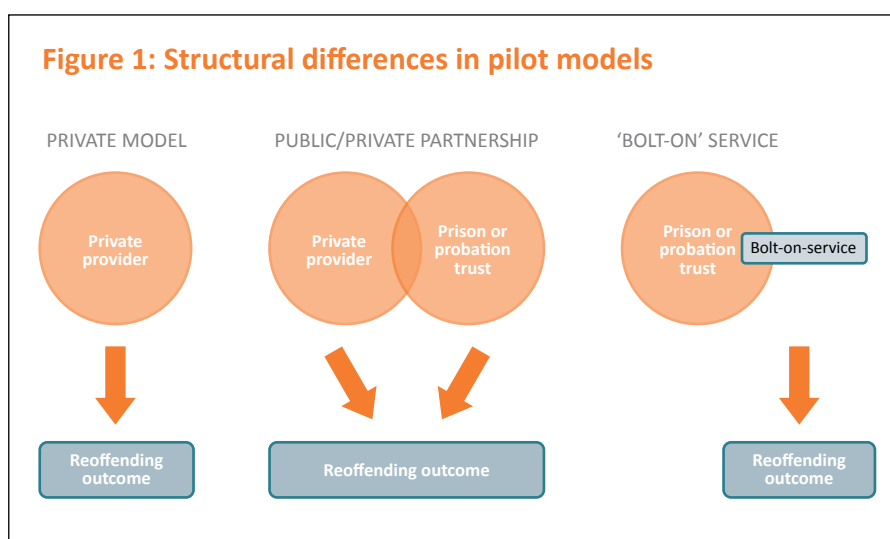 Figure 1: Structural differences in pilot models
PRIVATE MODEL
PUBLIC/PRIVATE PARTNERSHIP
‘BOLT-ON’ SERVICE
Private
provider
Private
provider
Prison or
probation
trust
Prison or
probation
trust
Bolt-on-service
Reoffending
outcome
Reoffending outcome
Reoffending
outcome